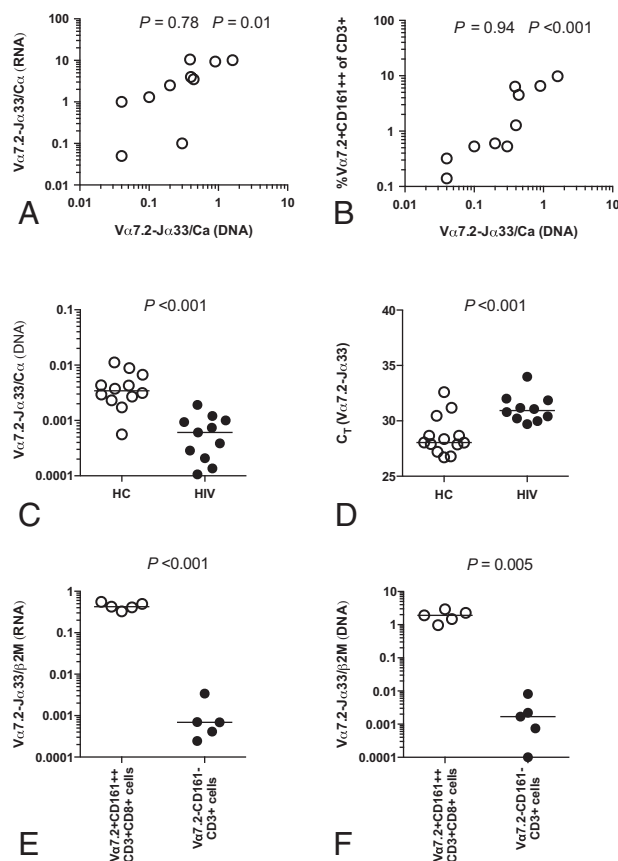 P = 0.78 P = 0.01
Vα7.2-Jα33/Cα (RNA)
100
10
1
0.1
0.01
0.01 0.1 1 10
Vα7.2-Jα33/Ca (DNA)
A
P = 0.94 P <0.001
%Vα7.2+CD161++ of CD3+
100
10
1
0.1
0.01 0.1 1 10
Vα7.2-Jα33/Ca (DNA)
B
P <0.001
Vα7.2-Jα33/Cα (DNA)
0.1
0.01
0.001
0.0001
HC HIV
C
P <0.001
CT (Vα7.2-Jα33)
40
35
30
25
HC HIV
D
P <0.001
Vα7.2-Jα33/β2M (RNA)
1
0.1
0.01
0.001
0.0001
Vα7.2+CD161++
CD3+CD8+ cells
Vα7.2-CD161-
CD3+ cells
E
P = 0.005
Vα7.2-Jα33/β2M (DNA)
10
1
0.1
0.01
0.001
0.0001
Vα7.2+CD161++
CD3+CD8+ cells
Vα7.2-CD161-
CD3+ cells
F